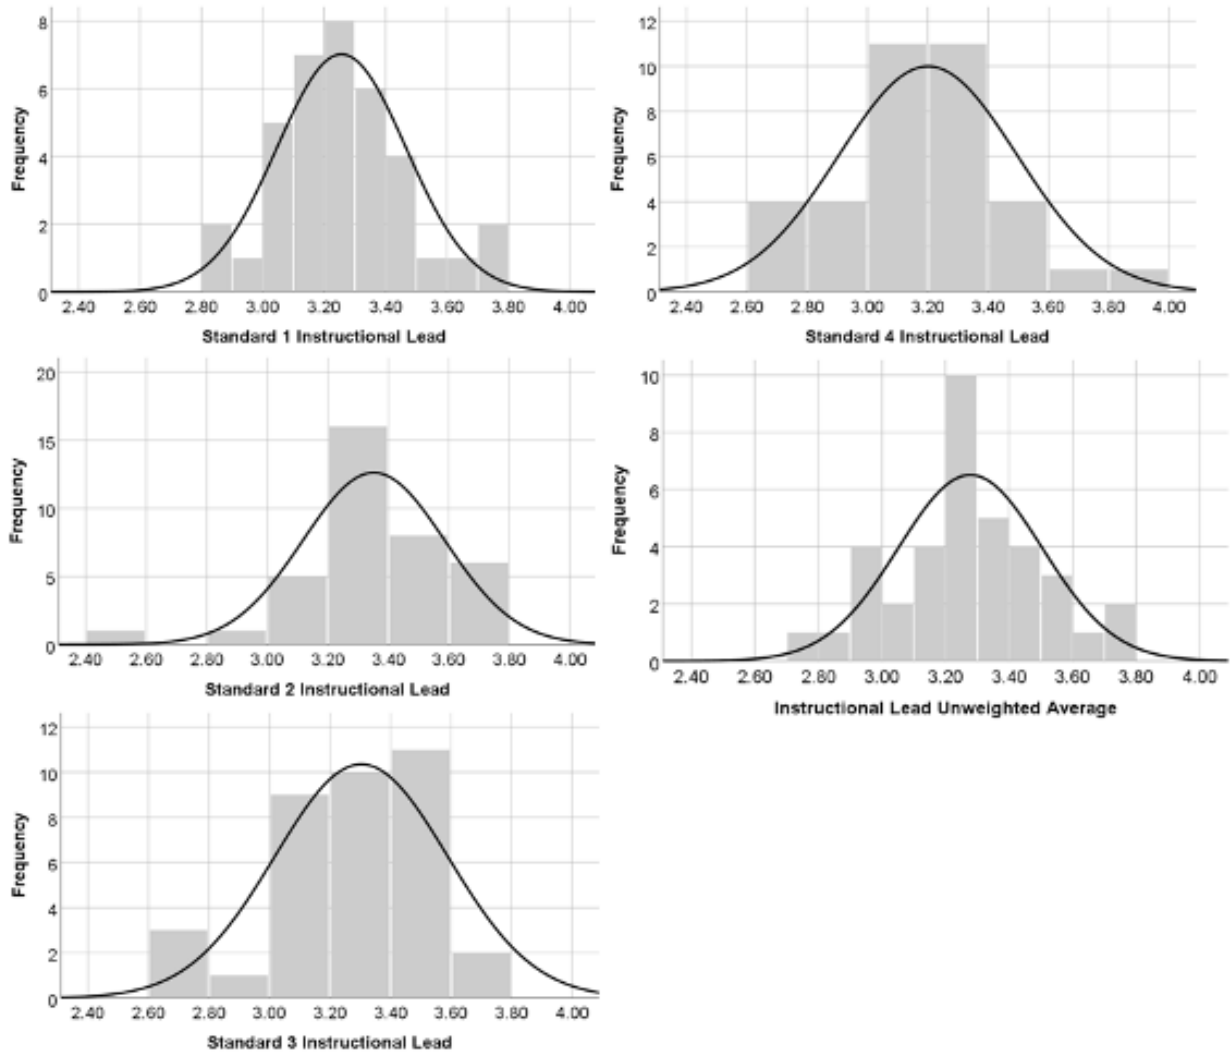 8
6
4
2
0
Frequency
2.40 2.60 2.80 3.00 3.20 3.40 3.60 3.80 4.00
Standard 1 Instructional Lead
12
10
8
6
4
2
0
Frequency
2.40 2.60 2.80 3.00 3.20 3.40 3.60 3.80 4.00
Standard 4 Instructional Lead
20
15
10
5
0
Frequency
2.40 2.60 2.80 3.00 3.20 3.40 3.60 3.80 4.00
Standard 2 Instructional Lead
10
8
6
4
2
0
Frequency
2.40 2.60 2.80 3.00 3.20 3.40 3.60 3.80 4.00
Instructional Lead Unweighted Average
12
10
8
6
4
2
0
Frequency
2.40 2.60 2.80 3.00 3.20 3.40 3.60 3.80 4.00
Standard 3 Instructional Lead